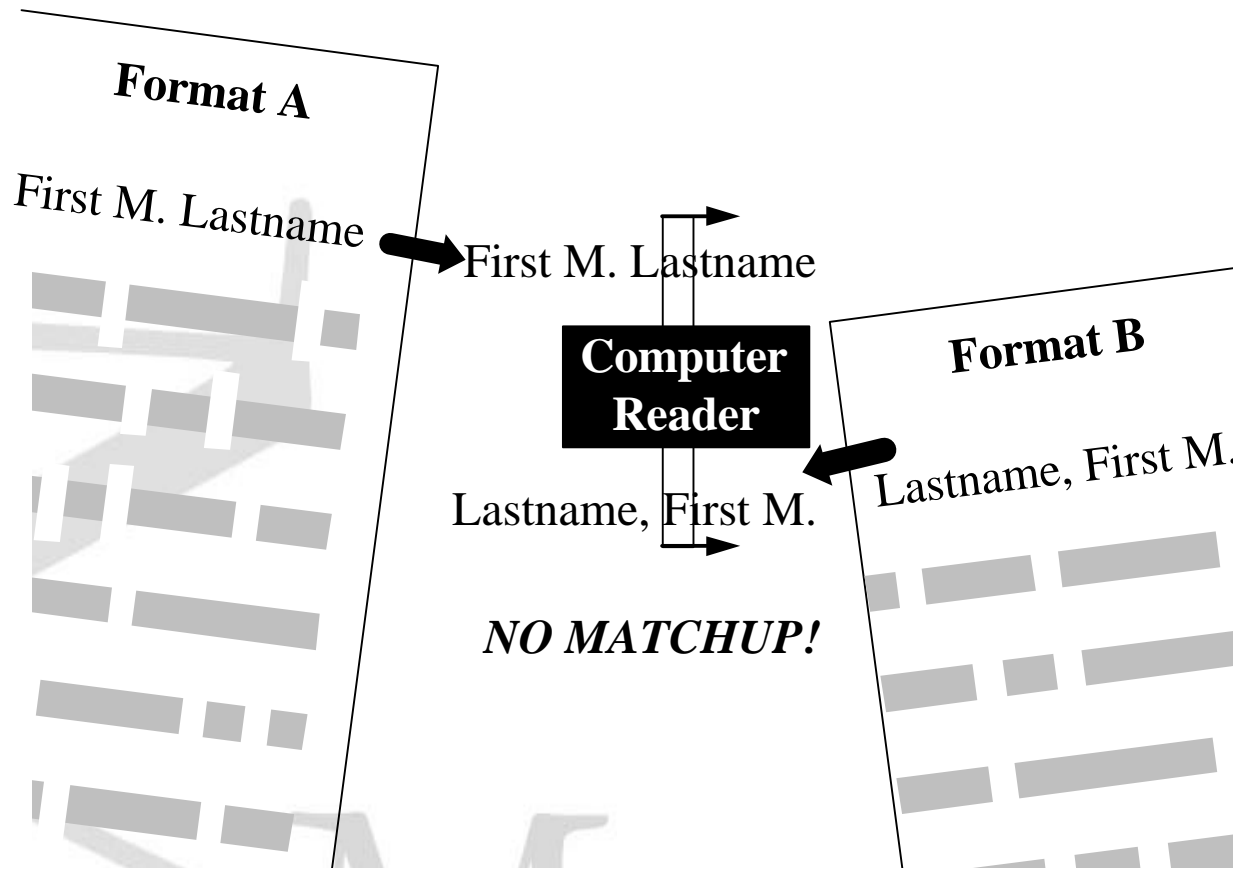 Format A
First M. Lastname
First M. Lastname
Computer
Reader
Lastname, First M.
NO MATCHUP!
Format B
Lastname, First M.